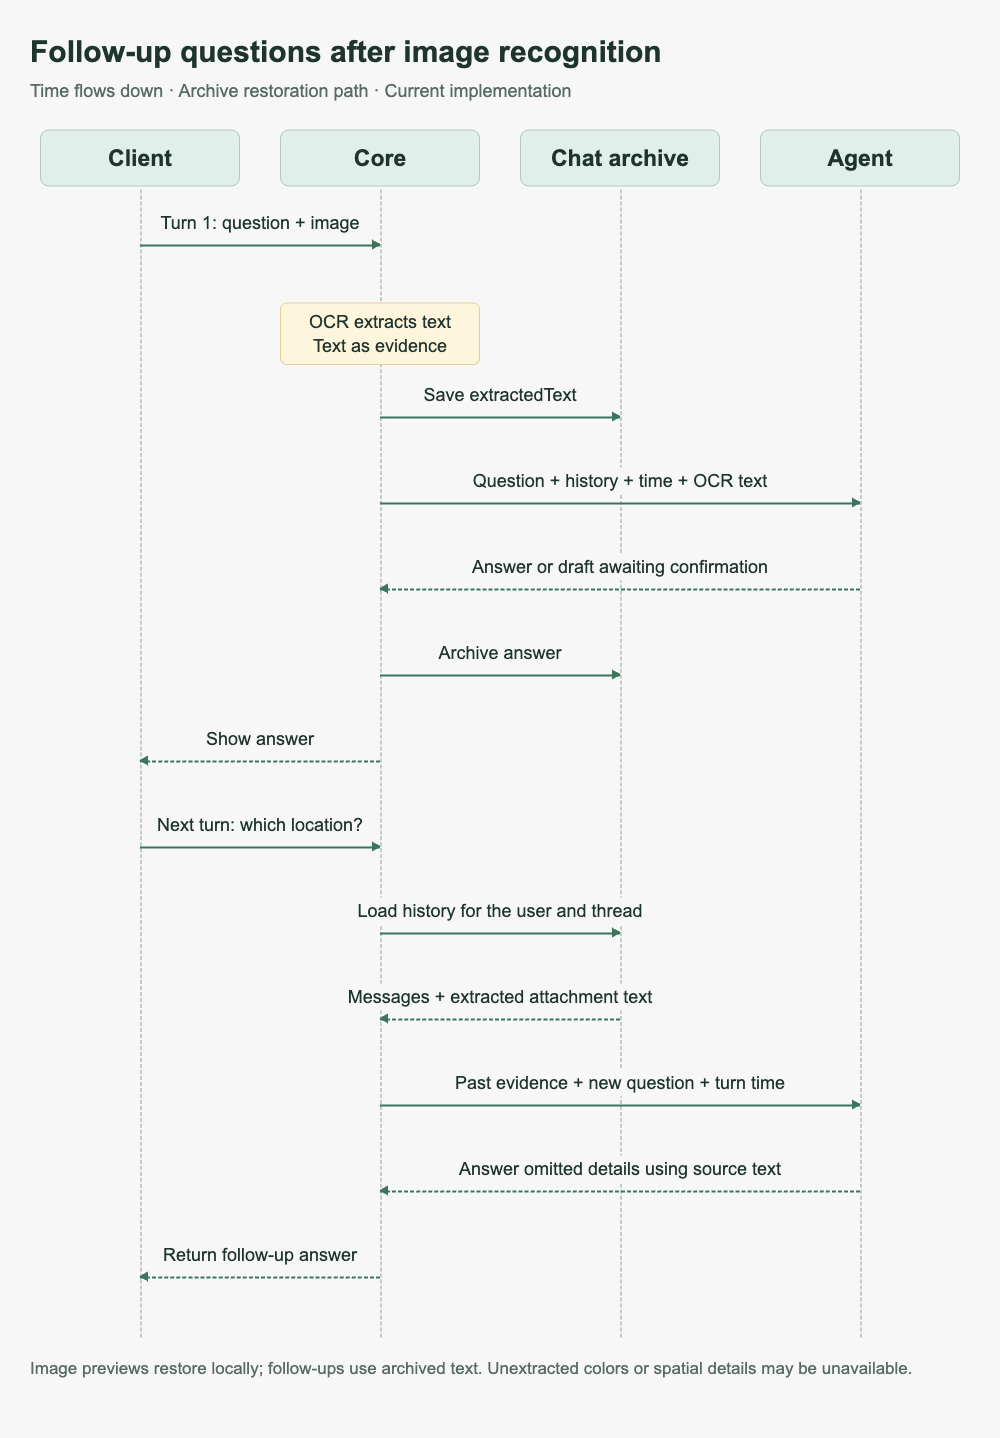 Follow-up questions after image recognition
Time flows down · Archive restoration path · Current implementation
Client
Core
Chat archive
Agent
Turn 1: question + image
OCR extracts text
Text as evidence
Save extractedText
Question + history + time + OCR text
Answer or draft awaiting confirmation
Archive answer
Show answer
Next turn: which location?
Load history for the user and thread
Messages + extracted attachment text
Past evidence + new question + turn time
Answer omitted details using source text
Return follow-up answer
Image previews restore locally; follow-ups use archived text. Unextracted colors or spatial details may be unavailable.